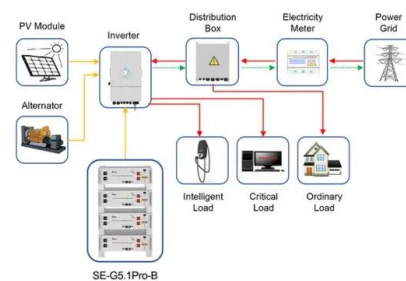 PV Module
Inverter
Distribution
Box
Electricity
Meter
Power
Grid
Alternator
Intelligent
Load
Critical
Load
Ordinary
Load
SE-G5.1Pro-B